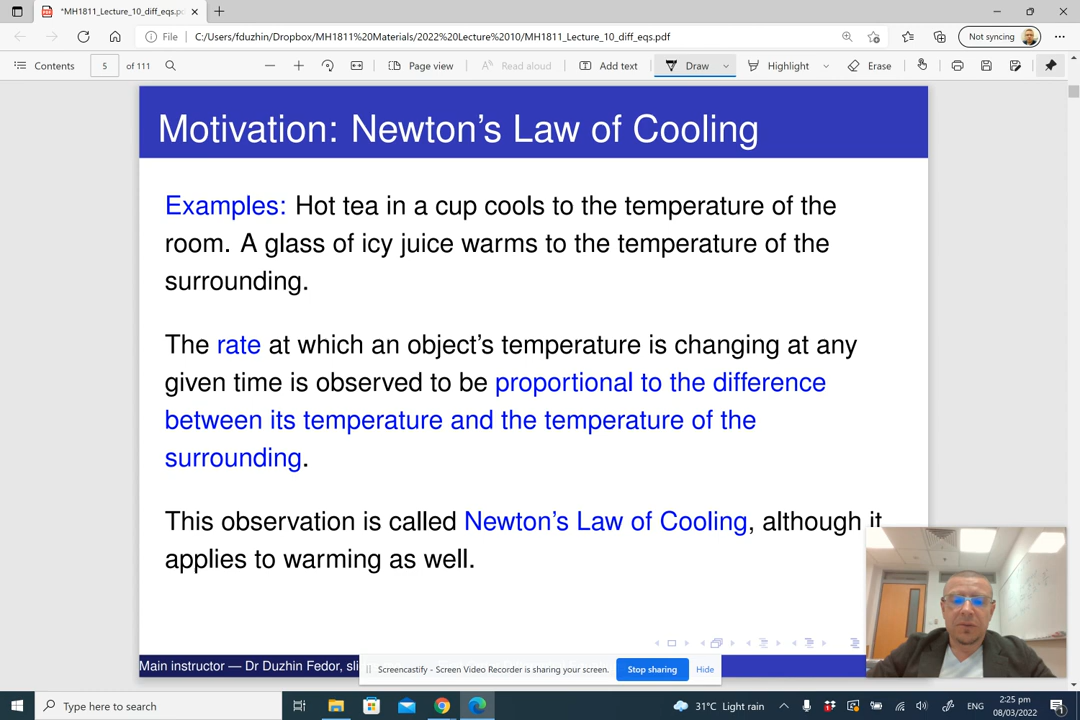 *MH1811_Lecture_10_diff_eqs.pd
File
C:/Users/fduzhin/Dropbox/MH1811%20Materials/2022%20Lecture%2010/MH1811_Lecture_10_diff_eqs.pdf
Not syncing
Contents
5 of 111
Page view
Read aloud
Add text
Draw
Highlight
Erase
Motivation: Newton's Law of Cooling
Examples: Hot tea in a cup cools to the temperature of the
room. A glass of icy juice warms to the temperature of the
surrounding.
The rate at which an object's temperature is changing at any
given time is observed to be proportional to the difference
between its temperature and the temperature of the
surrounding.
This observation is called Newton's Law of Cooling, although it
applies to warming as well.
Main instructor — Dr Duzhin Fedor, sli
Screencastify - Screen Video Recorder is sharing your screen.
Stop sharing
Hide
Type here to search
31°C Light rain
ENG
2:25 pm
08/03/2022
1